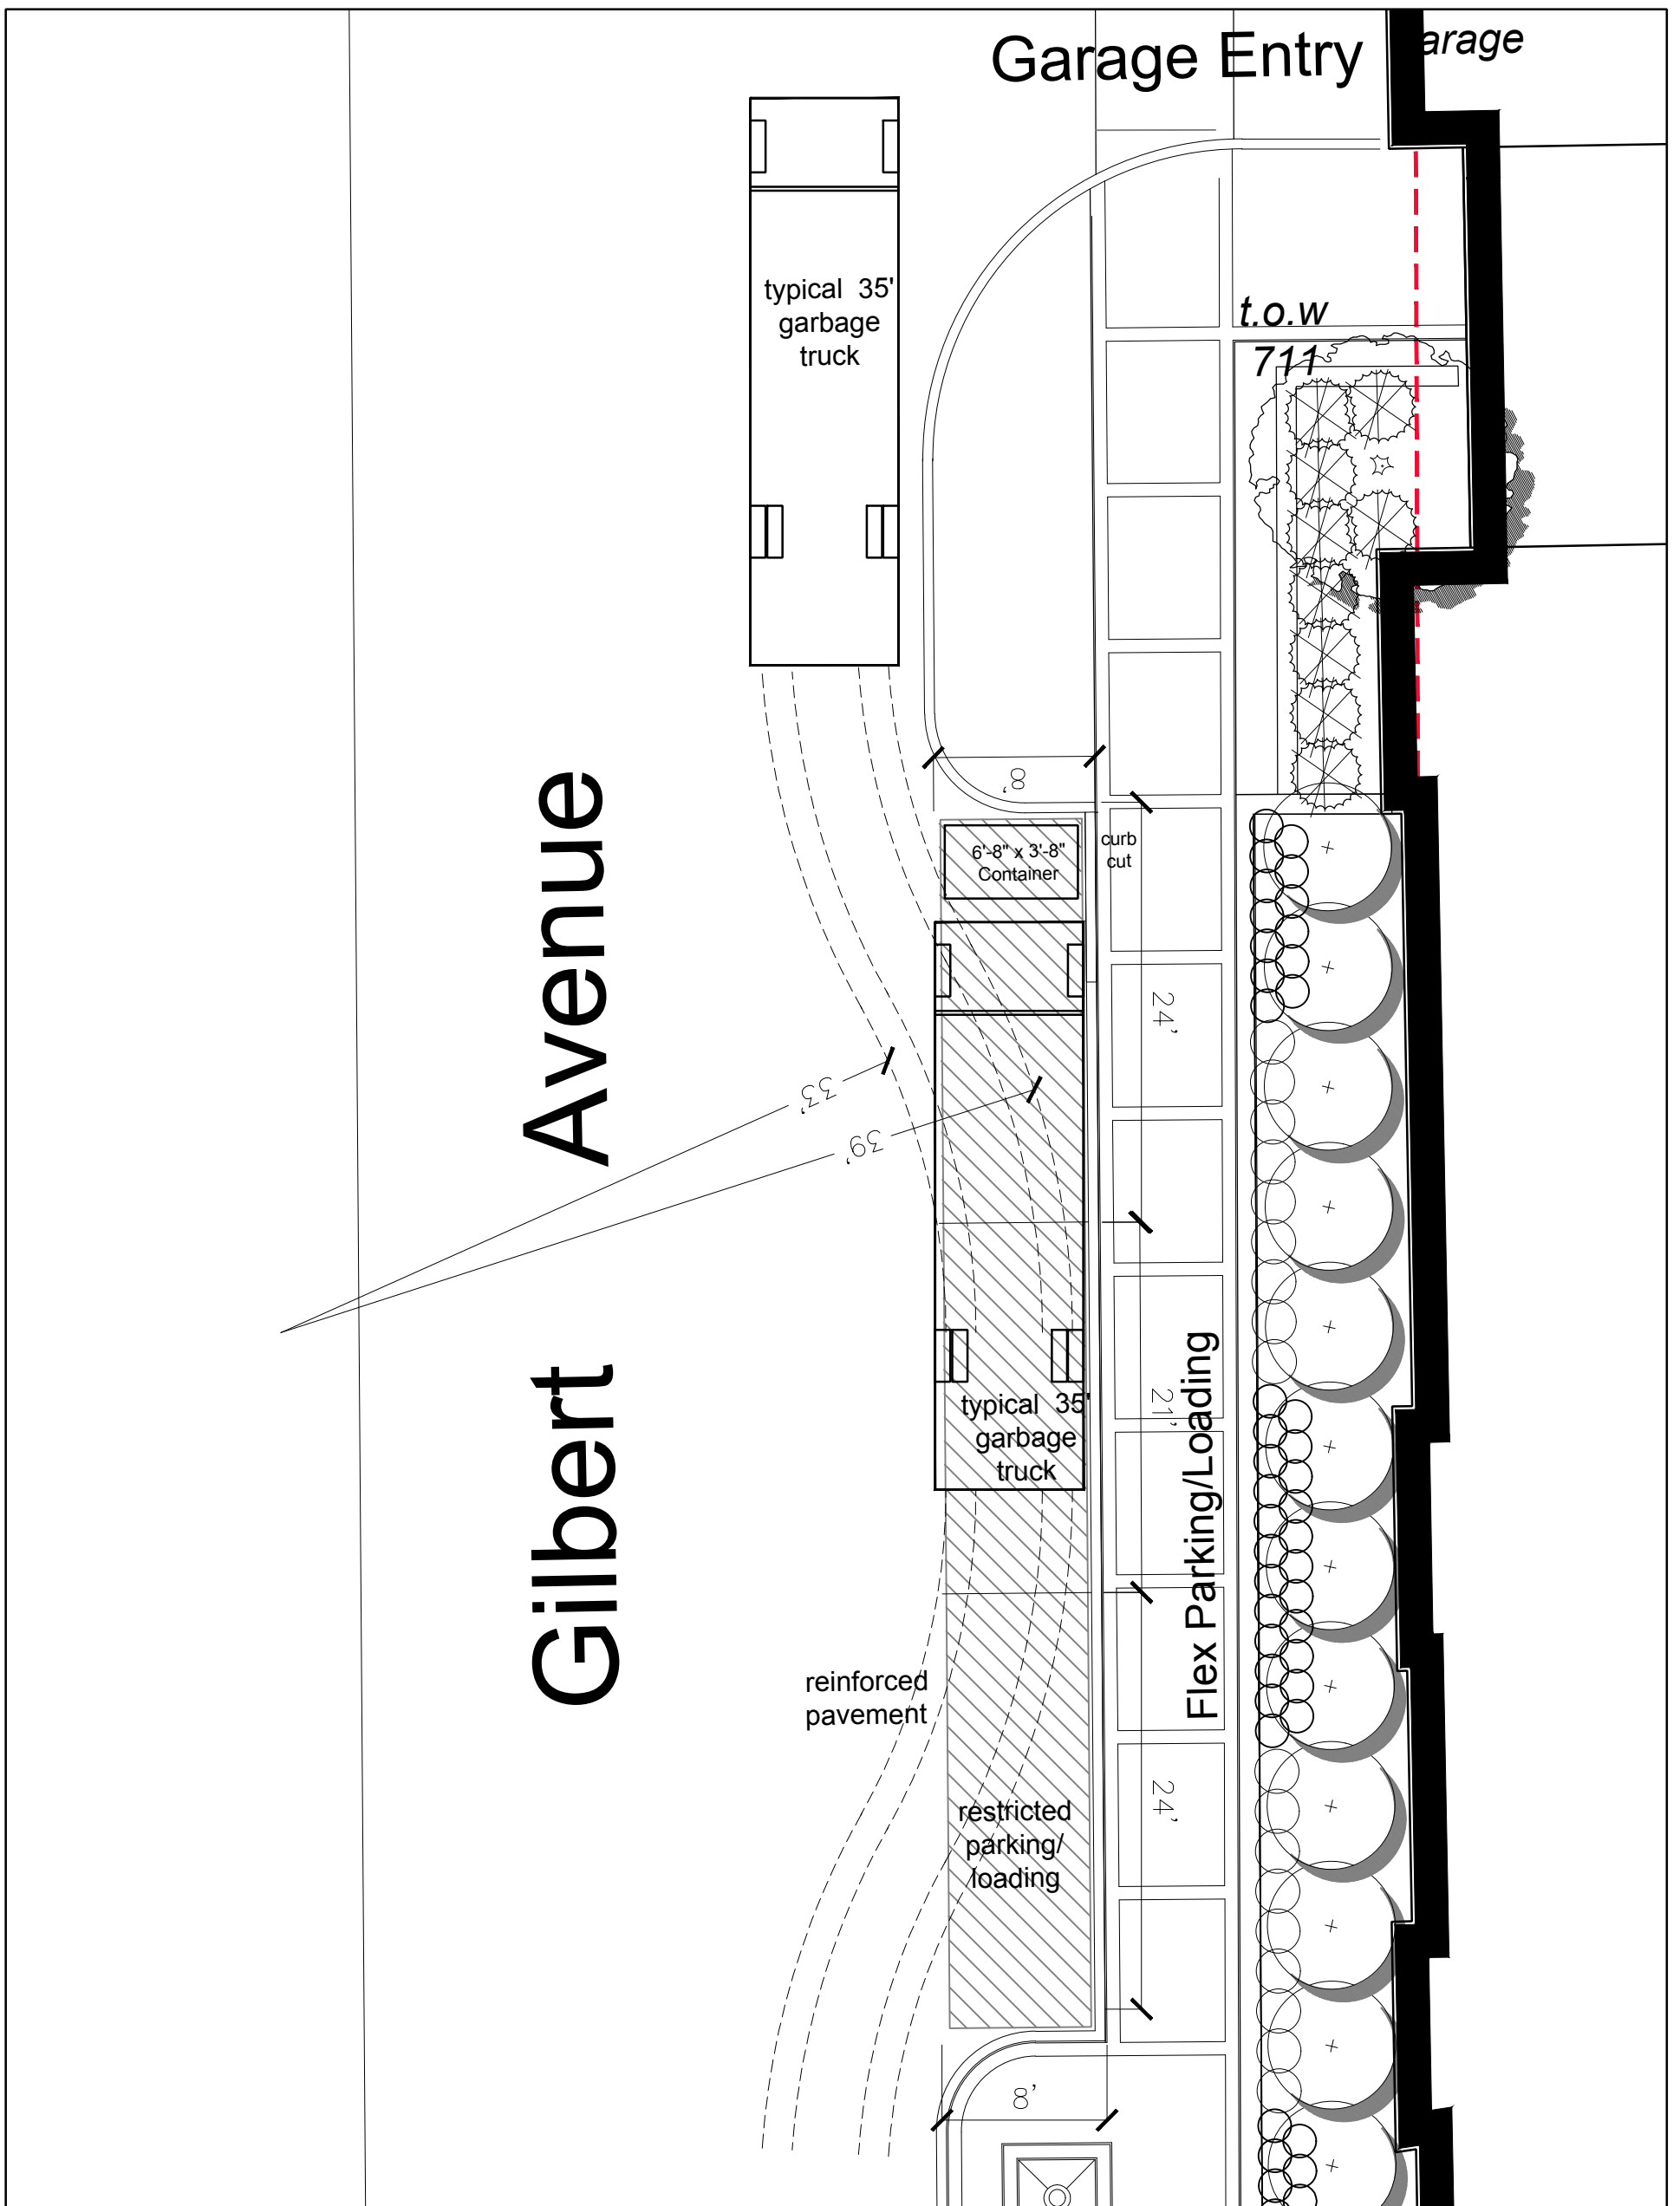 Garage Entry
arage
typical 35'
garbage
truck
t.o.w
711
8'
6'-8" x 3'-8"
Container
curb
cut
24'
33'
39'
Gilbert Avenue
typical 35'
garbage
truck
21'
Flex Parking/Loading
reinforced
pavement
restricted
parking/
loading
24'
8'